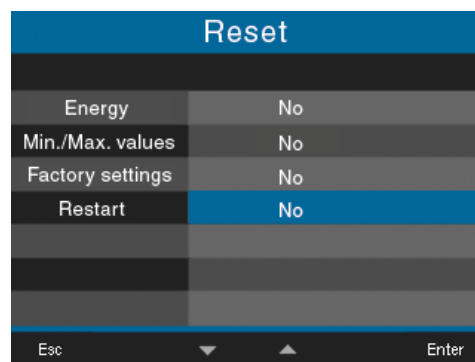 Reset
Energy No
Min./Max. values No
Factory settings No
Restart No
Esc Enter